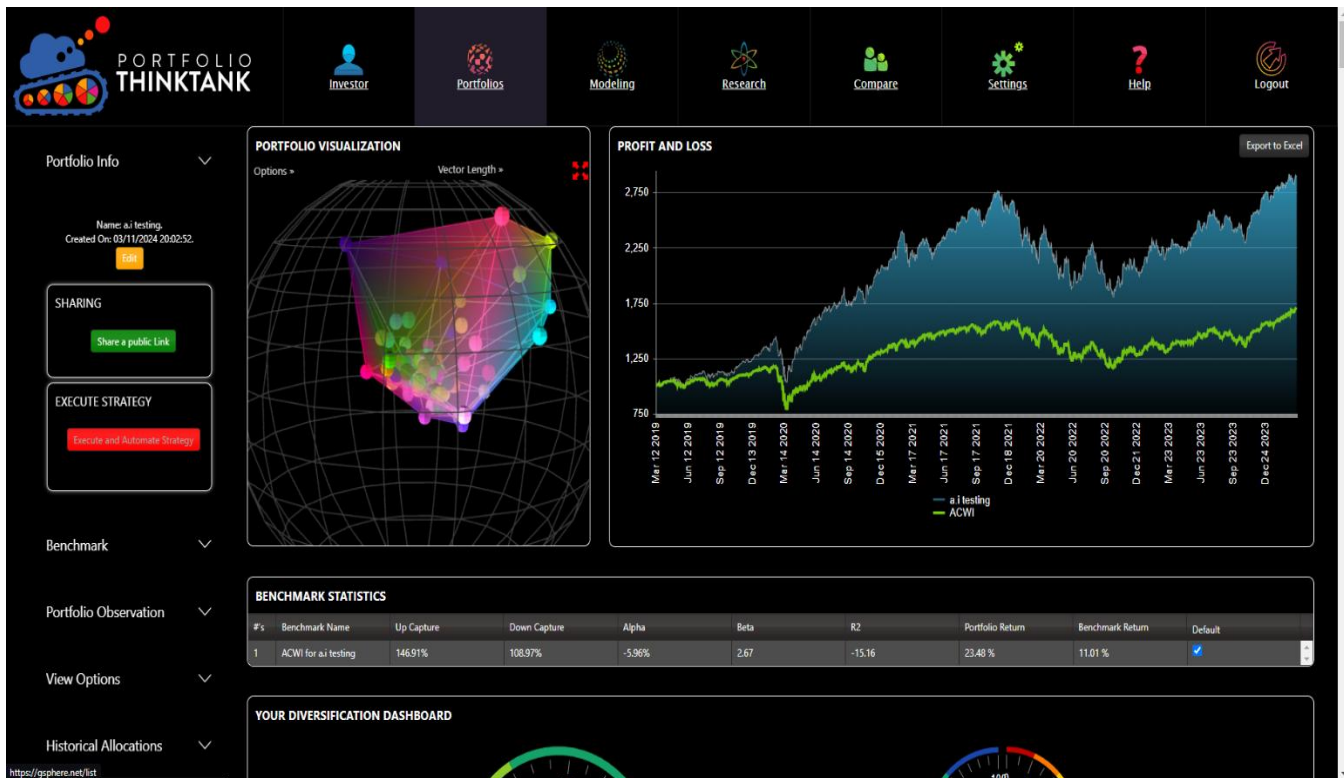 PORTFOLIO
THINKTANK
Investor
Portfolios
Modeling
Research
Compare
Settings
Help
Logout
Portfolio Info
Name: a.i testing.
Created On: 03/11/2024 20:02:52.
Edit
SHARING
Share a public Link
EXECUTE STRATEGY
Execute and Automate Strategy
Benchmark
Portfolio Observation
View Options
Historical Allocations
https://qsphere.net/list
PORTFOLIO VISUALIZATION
Options »
Vector Length »
PROFIT AND LOSS
Export to Excel
2,750
2,250
1,750
1,250
750
Mar 12 2019
Jun 12 2019
Sep 12 2019
Dec 13 2019
Mar 14 2020
Jun 14 2020
Sep 14 2020
Dec 15 2020
Mar 17 2021
Jun 17 2021
Sep 17 2021
Dec 18 2021
Mar 20 2022
Jun 20 2022
Sep 20 2022
Dec 21 2022
Mar 23 2023
Jun 23 2023
Sep 23 2023
Dec 24 2023
a.i testing
ACWI
BENCHMARK STATISTICS
#'s Benchmark Name Up Capture Down Capture Alpha Beta R2 Portfolio Return Benchmark Return Default
1 ACWI for a.i testing 146.91% 108.97% -5.96% 2.67 -15.16 23.48 % 11.01 %
YOUR DIVERSIFICATION DASHBOARD